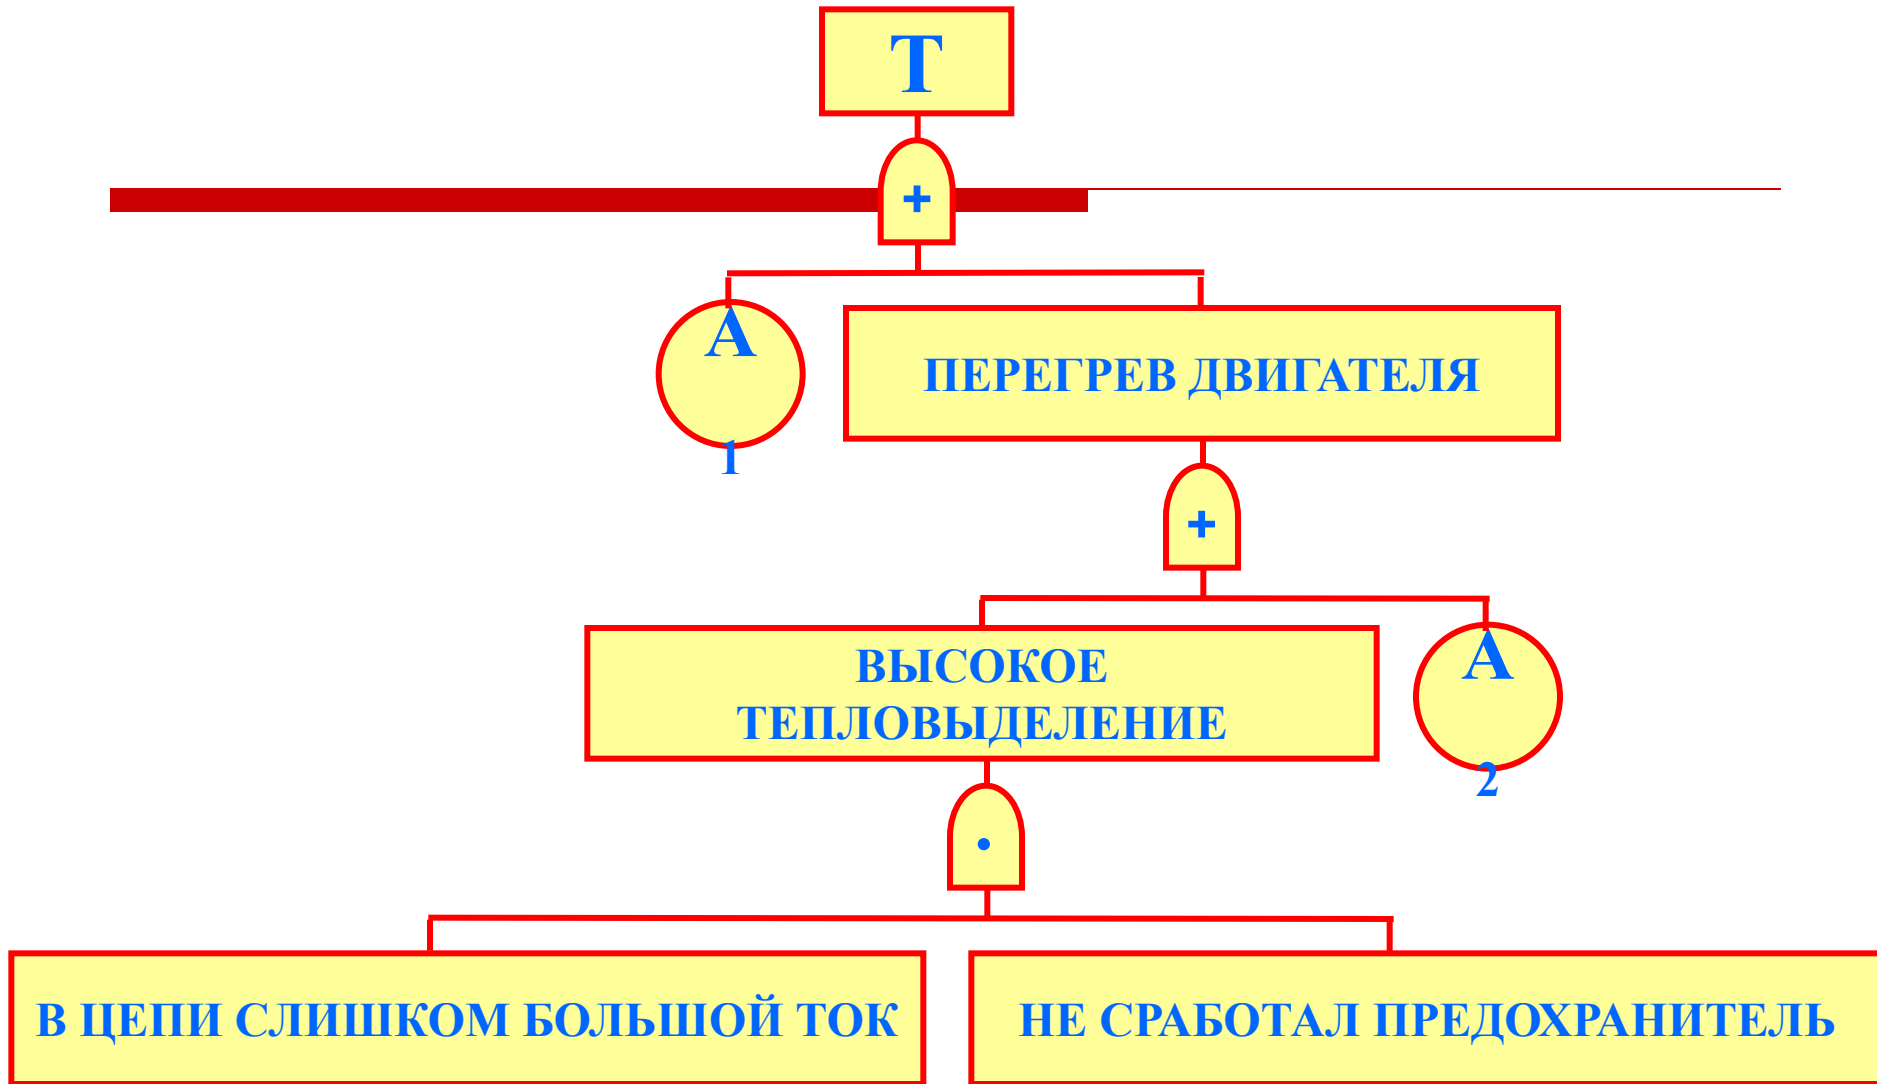 Т
+
А
1
ПЕРЕГРЕВ ДВИГАТЕЛЯ
+
ВЫСОКОЕ
ТЕПЛОВЫДЕЛЕНИЕ
А
2
•
В ЦЕПИ СЛИШКОМ БОЛЬШОЙ ТОК
НЕ СРАБОТАЛ ПРЕДОХРАНИТЕЛЬ